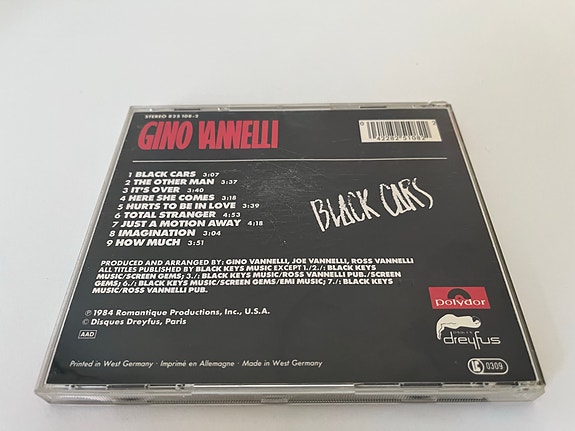 STEREO 825 108-2
GINO VANNELLI
0 42282 51082 7
1 BLACK CARS 3:07
2 THE OTHER MAN 3:37
3 IT'S OVER 3:40
4 HERE SHE COMES 3:18
5 HURTS TO BE IN LOVE 3:39
6 TOTAL STRANGER 4:53
7 JUST A MOTION AWAY 4:18
8 IMAGINATION 3:04
9 HOW MUCH 3:51
BLACK CARS
PRODUCED AND ARRANGED BY: GINO VANNELLI, JOE VANNELLI, ROSS VANNELLI
ALL TITLES PUBLISHED BY BLACK KEYS MUSIC EXCEPT 1./2./: BLACK KEYS
MUSIC/SCREEN GEMS; 3./: BLACK KEYS MUSIC/ROSS VANNELLI PUB./SCREEN
GEMS; 6./: BLACK KEYS MUSIC/SCREEN GEMS/EMI MUSIC; 7./: BLACK KEYS
MUSIC/ROSS VANNELLI PUB.
polydor
℗ 1984 Romantique Productions, Inc., U.S.A.
© Disques Dreyfus, Paris
AAD
dreyfus
LC 0309
Printed in West Germany · Imprimé en Allemagne · Made in West Germany